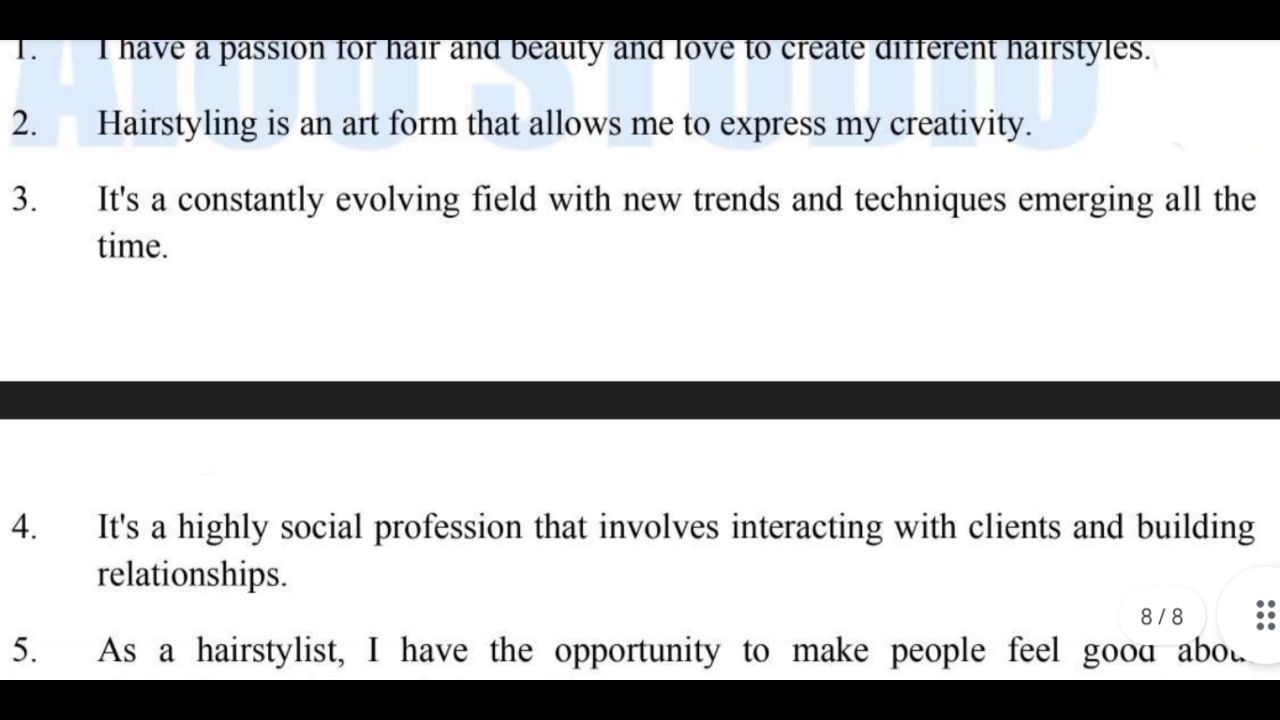 1. I have a passion for hair and beauty and love to create different hairstyles.
AIOU STUDIO
2. Hairstyling is an art form that allows me to express my creativity.
3. It's a constantly evolving field with new trends and techniques emerging all the
time.
4. It's a highly social profession that involves interacting with clients and building
relationships.
8/8
5. As a hairstylist, I have the opportunity to make people feel good